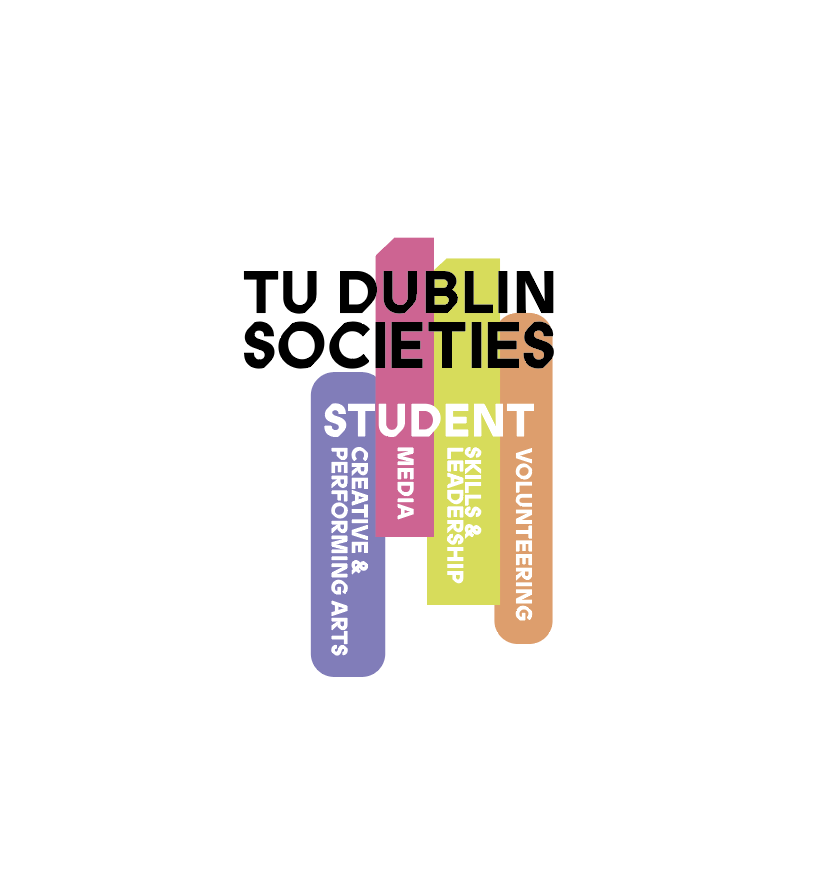 TU DUBLIN
SOCIETIES
STUDENT
CREATIVE &
PERFORMING ARTS
MEDIA
SKILLS &
LEADERSHIP
VOLUNTEERING